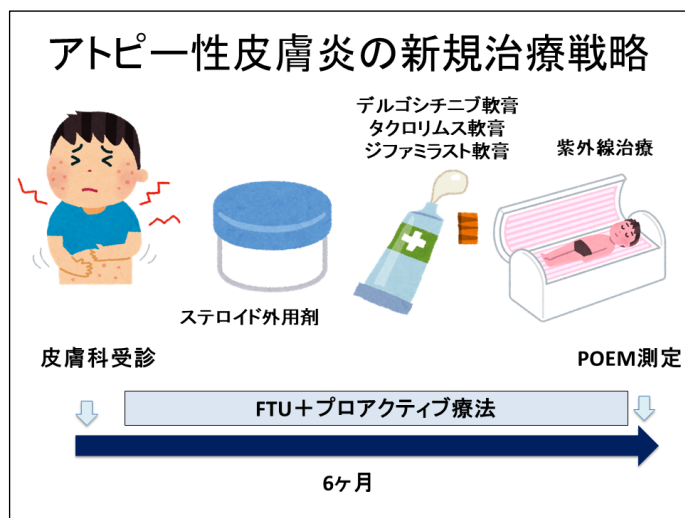 アトピー性皮膚炎の新規治療戦略
デルゴシチニブ軟膏
タクロリムス軟膏
ジファミラスト軟膏
紫外線治療
ステロイド外用剤
皮膚科受診
POEM測定
FTU＋プロアクティブ療法
6ヶ月